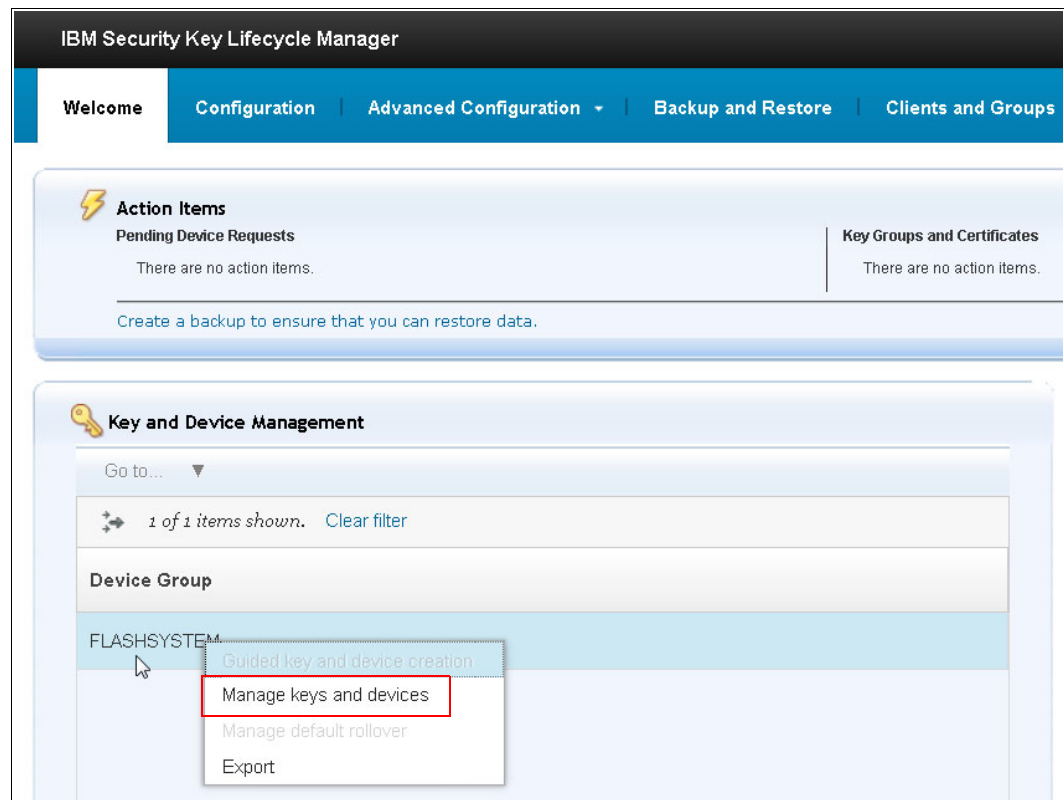 IBM Security Key Lifecycle Manager
Welcome Configuration Advanced Configuration Backup and Restore Clients and Groups
Action Items
Pending Device Requests
There are no action items.
Key Groups and Certificates
There are no action items.
Create a backup to ensure that you can restore data.
Key and Device Management
Go to...
1 of 1 items shown. Clear filter
Device Group
FLASHSYSTEM
Guided key and device creation
Manage keys and devices
Manage default rollover
Export